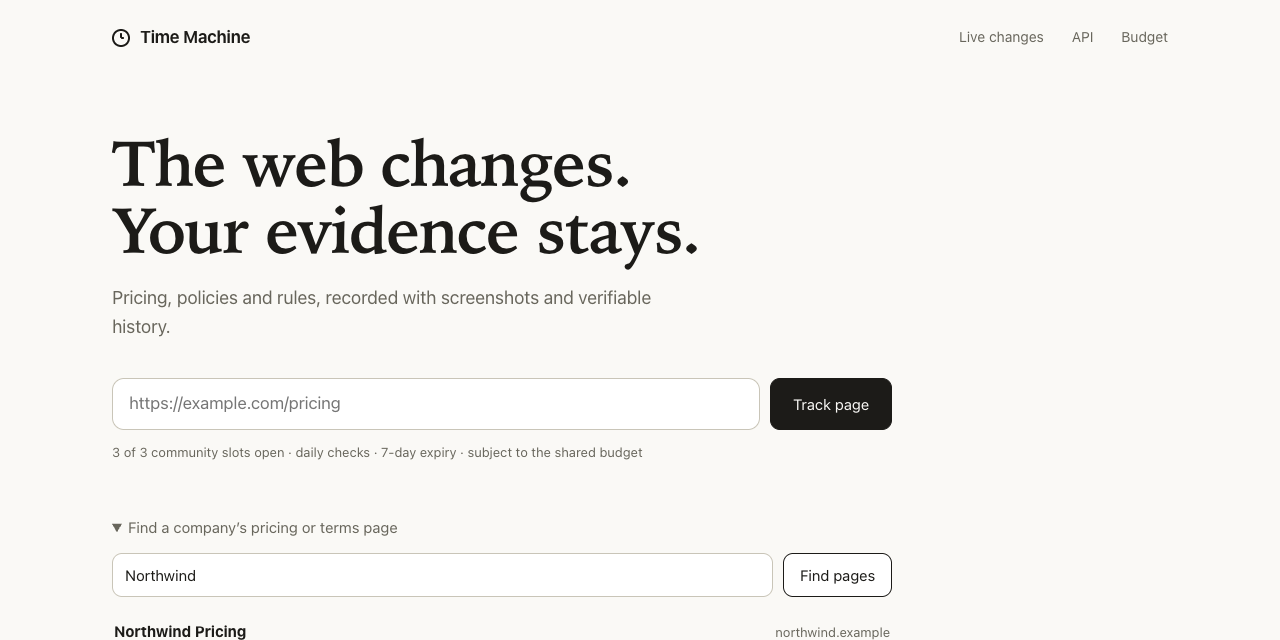 Time Machine
Live changes
API
Budget
The web changes.
Your evidence stays.
Pricing, policies and rules, recorded with screenshots and verifiable
history.
https://example.com/pricing
Track page
3 of 3 community slots open · daily checks · 7-day expiry · subject to the shared budget
▼ Find a company’s pricing or terms page
Northwind
Find pages
Northwind Pricing
northwind.example